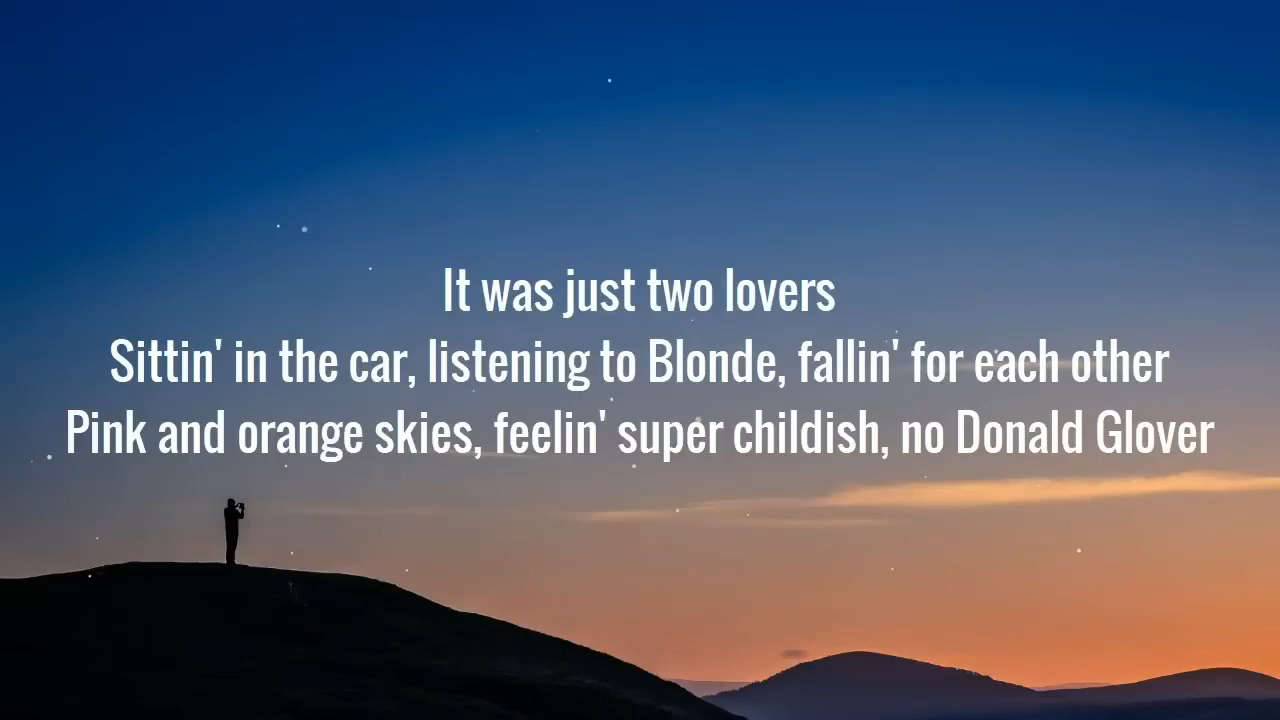 It was just two lovers
Sittin' in the car, listening to Blonde, fallin' for each other
Pink and orange skies, feelin' super childish, no Donald Glover